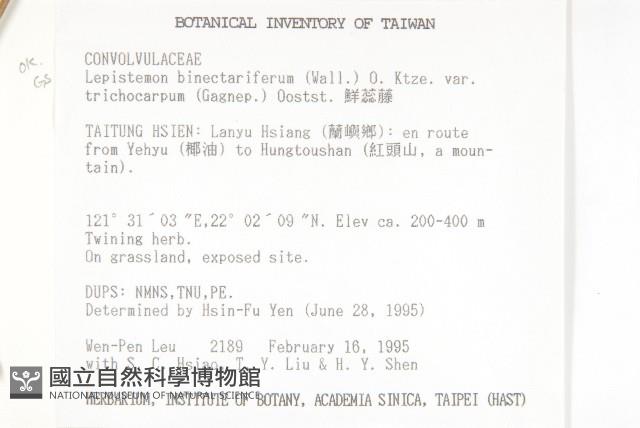 BOTANICAL INVENTORY OF TAIWAN
OK.
GS
CONVOLVULACEAE
Lepistemon binectariferum (Wall.) O. Ktze. var.
trichocarpum (Gagnep.) Oostst. 鮮蕊藤
TAITUNG HSIEN: Lanyu Hsiang (蘭嶼鄉): en route
from Yehyu (椰油) to Hungtoushan (紅頭山, a moun-
tain).
121° 31´03 ″E,22° 02´09 ″N. Elev ca. 200-400 m
Twining herb.
On grassland, exposed site.
DUPS: NMNS,TNU,PE.
Determined by Hsin-Fu Yen (June 28, 1995)
Wen-Pen Leu 2189 February 16, 1995
with S. C. Hsiao, T. Y. Liu & H. Y. Shen
國立自然科學博物館
NATIONAL MUSEUM OF NATURAL SCIENCE
HERBARIUM, INSTITUTE OF BOTANY, ACADEMIA SINICA, TAIPEI (HAST)